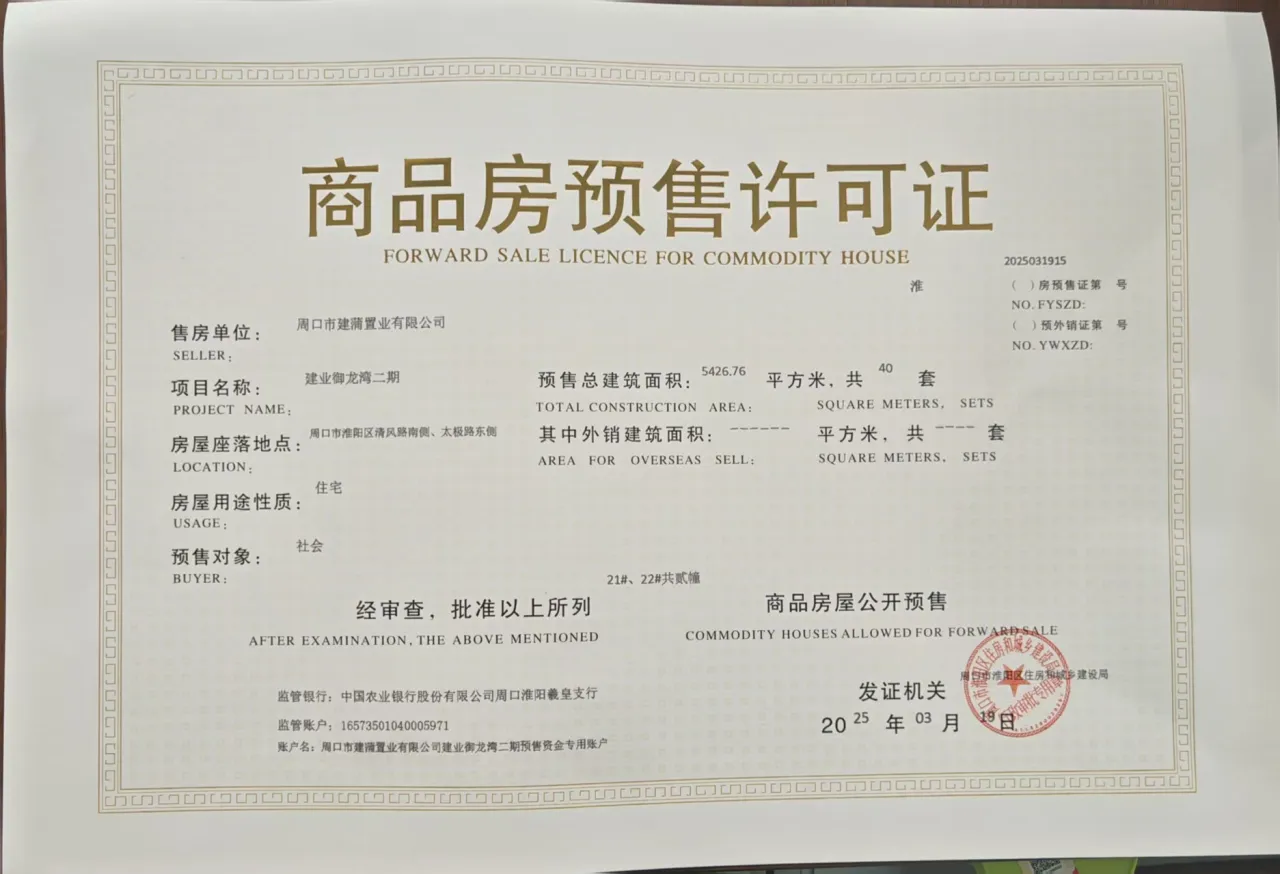 商品房预售许可证
FORWARD SALE LICENCE FOR COMMODITY HOUSE
2025031915
淮
（ ）房预售证第 号
NO. FYSZD:
（ ）预外销证第 号
NO. YWXZD:
售房单位：周口市建蒲置业有限公司
SELLER：
项目名称：建业御龙湾二期
PROJECT NAME：
预售总建筑面积：5426.76 平方米，共 40 套
TOTAL CONSTRUCTION AREA： SQUARE METERS， SETS
房屋座落地点：周口市淮阳区清风路南侧、太极路东侧
LOCATION：
其中外销建筑面积：------ 平方米，共 ---- 套
AREA FOR OVERSEAS SELL： SQUARE METERS， SETS
房屋用途性质：住宅
USAGE：
预售对象：社会
BUYER：
21#、22#共贰幢
经审查，批准以上所列 商品房屋公开预售
AFTER EXAMINATION, THE ABOVE MENTIONED COMMODITY HOUSES ALLOWED FOR FORWARD SALE
周口市淮阳区住房和城乡建设局
发证机关
2025 年 03 月 19日
监管银行：中国农业银行股份有限公司周口淮阳羲皇支行
监管账户：16573501040005971
账户名：周口市建蒲置业有限公司建业御龙湾二期预售资金专用账户